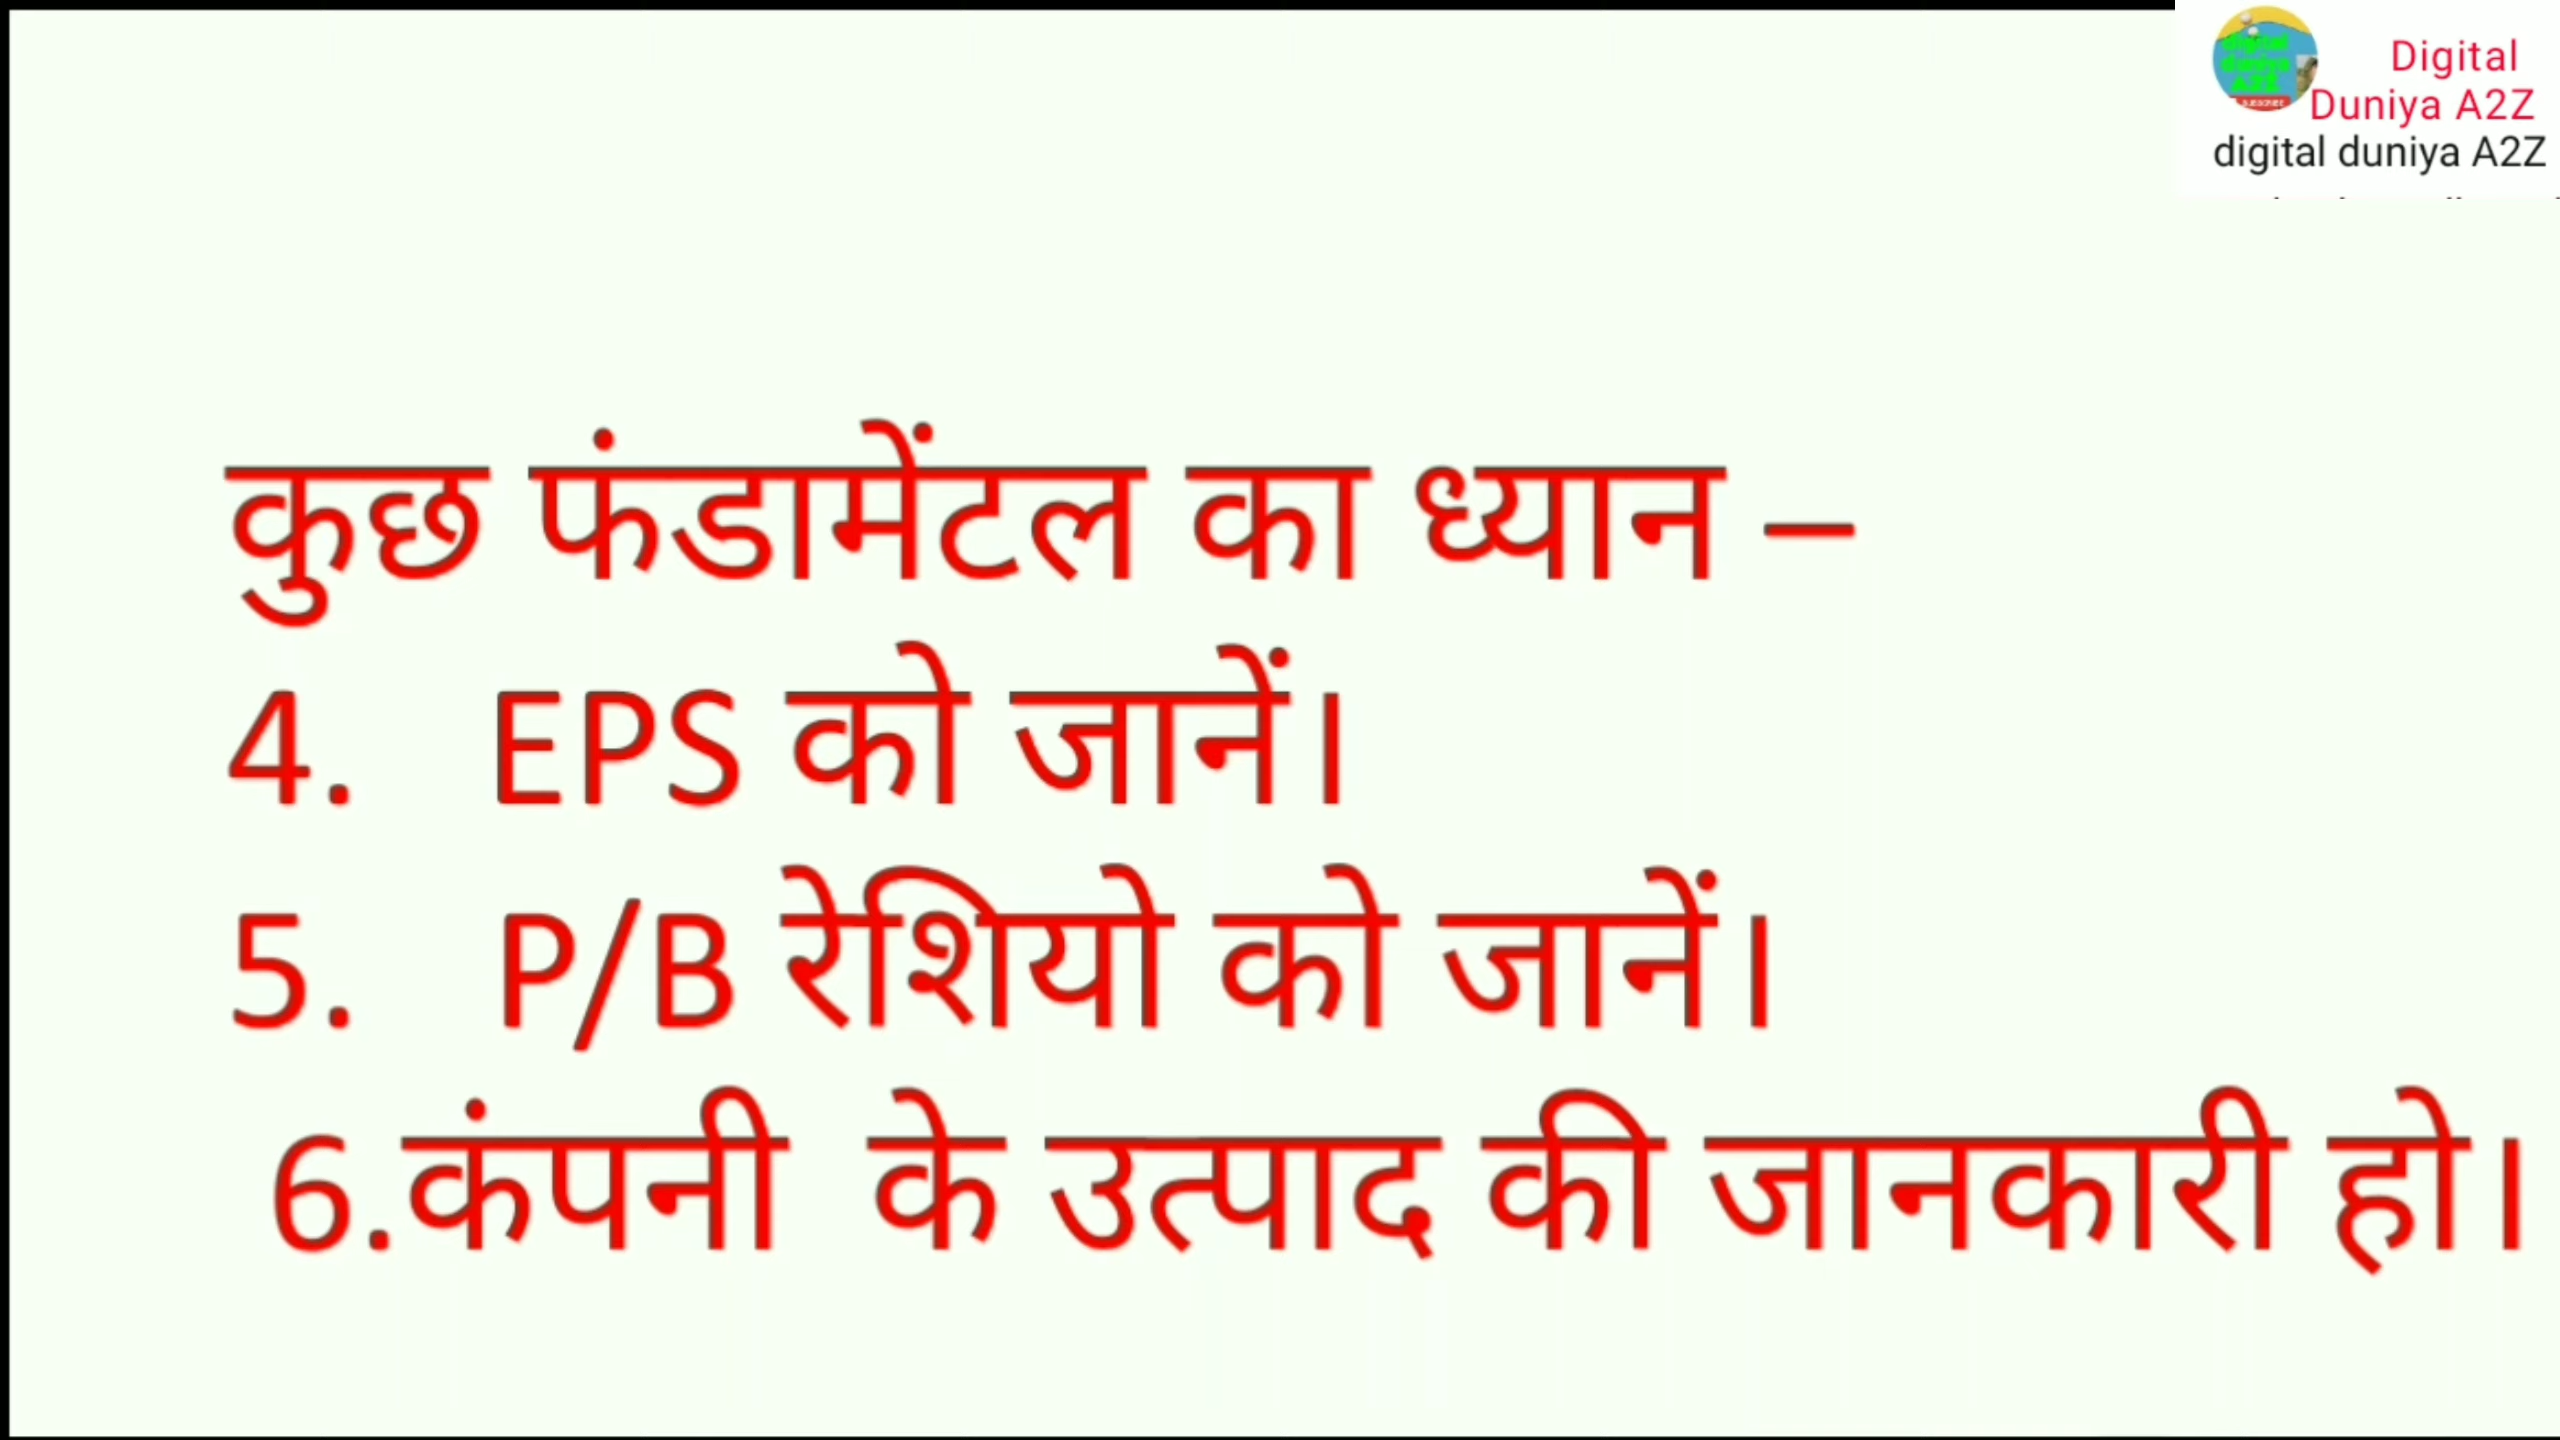 Digital
Duniya A2Z
digital duniya A2Z
कुछ फंडामेंटल का ध्यान –
4. EPS को जानें।
5. P/B रेशियो को जानें।
6.कंपनी के उत्पाद की जानकारी हो।